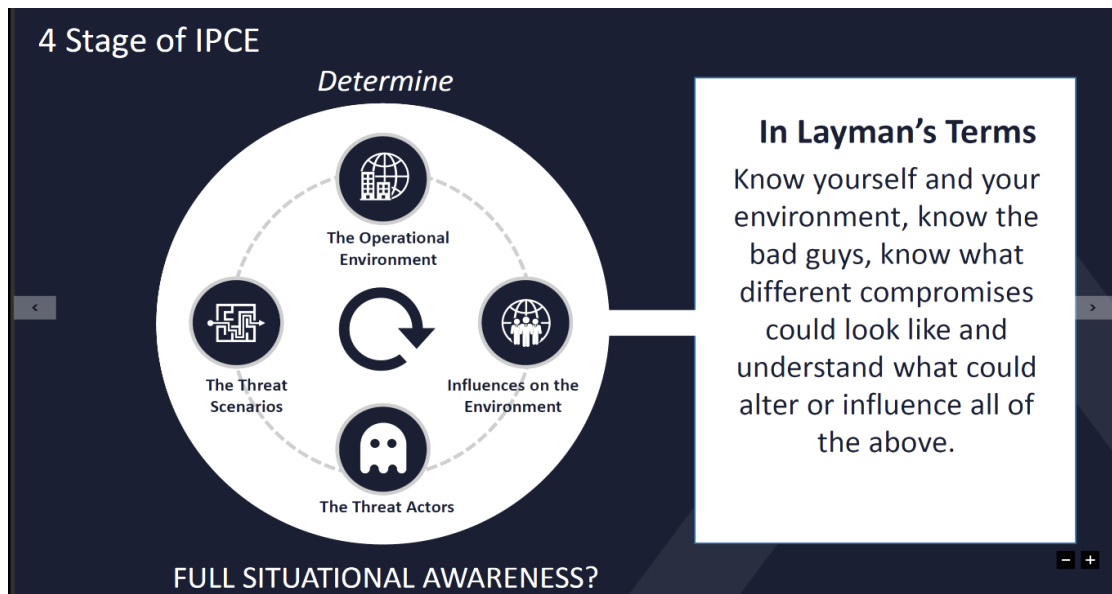 4 Stage of IPCE
Determine
The Operational
Environment
Influences on the
Environment
The Threat Actors
The Threat
Scenarios
FULL SITUATIONAL AWARENESS?
In Layman’s Terms
Know yourself and your
environment, know the
bad guys, know what
different compromises
could look like and
understand what could
alter or influence all of
the above.